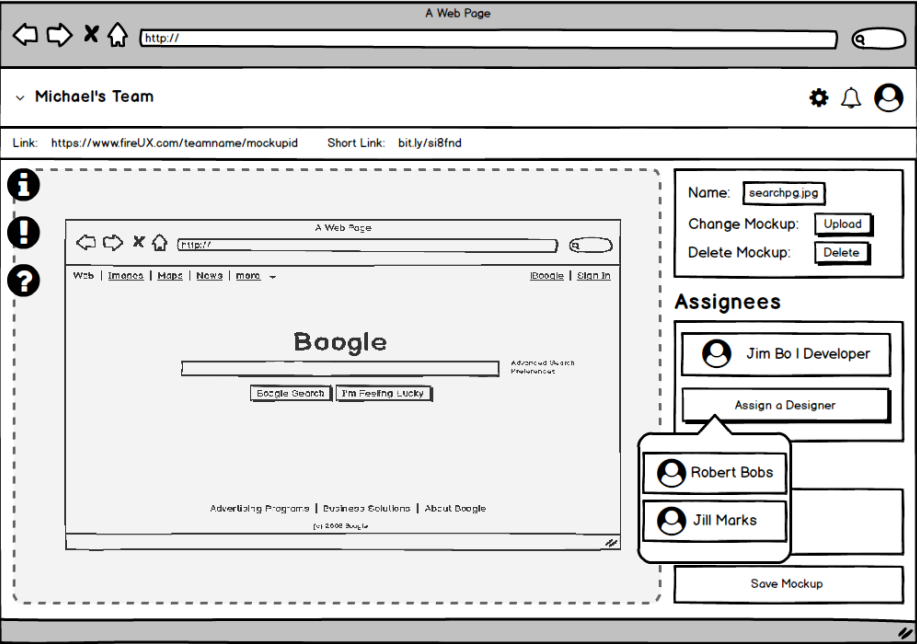 A Web Page
http://
Michael's Team
Link: https://www.fireUX.com/teamname/mockupid Short Link: bit.ly/si8fnd
A Web Page
http://
Web | Images | Maps | News | more
iBoogle | Sign In
Boogle
Advanced Search
Preferences
Boogle Search
I'm Feeling Lucky
Advertising Programs | Business Solutions | About Boogle
(c) 2008 Boogle
Name: searchpg.jpg
Change Mockup: Upload
Delete Mockup: Delete
Assignees
Jim Bo | Developer
Assign a Designer
Robert Bobs
Jill Marks
Save Mockup